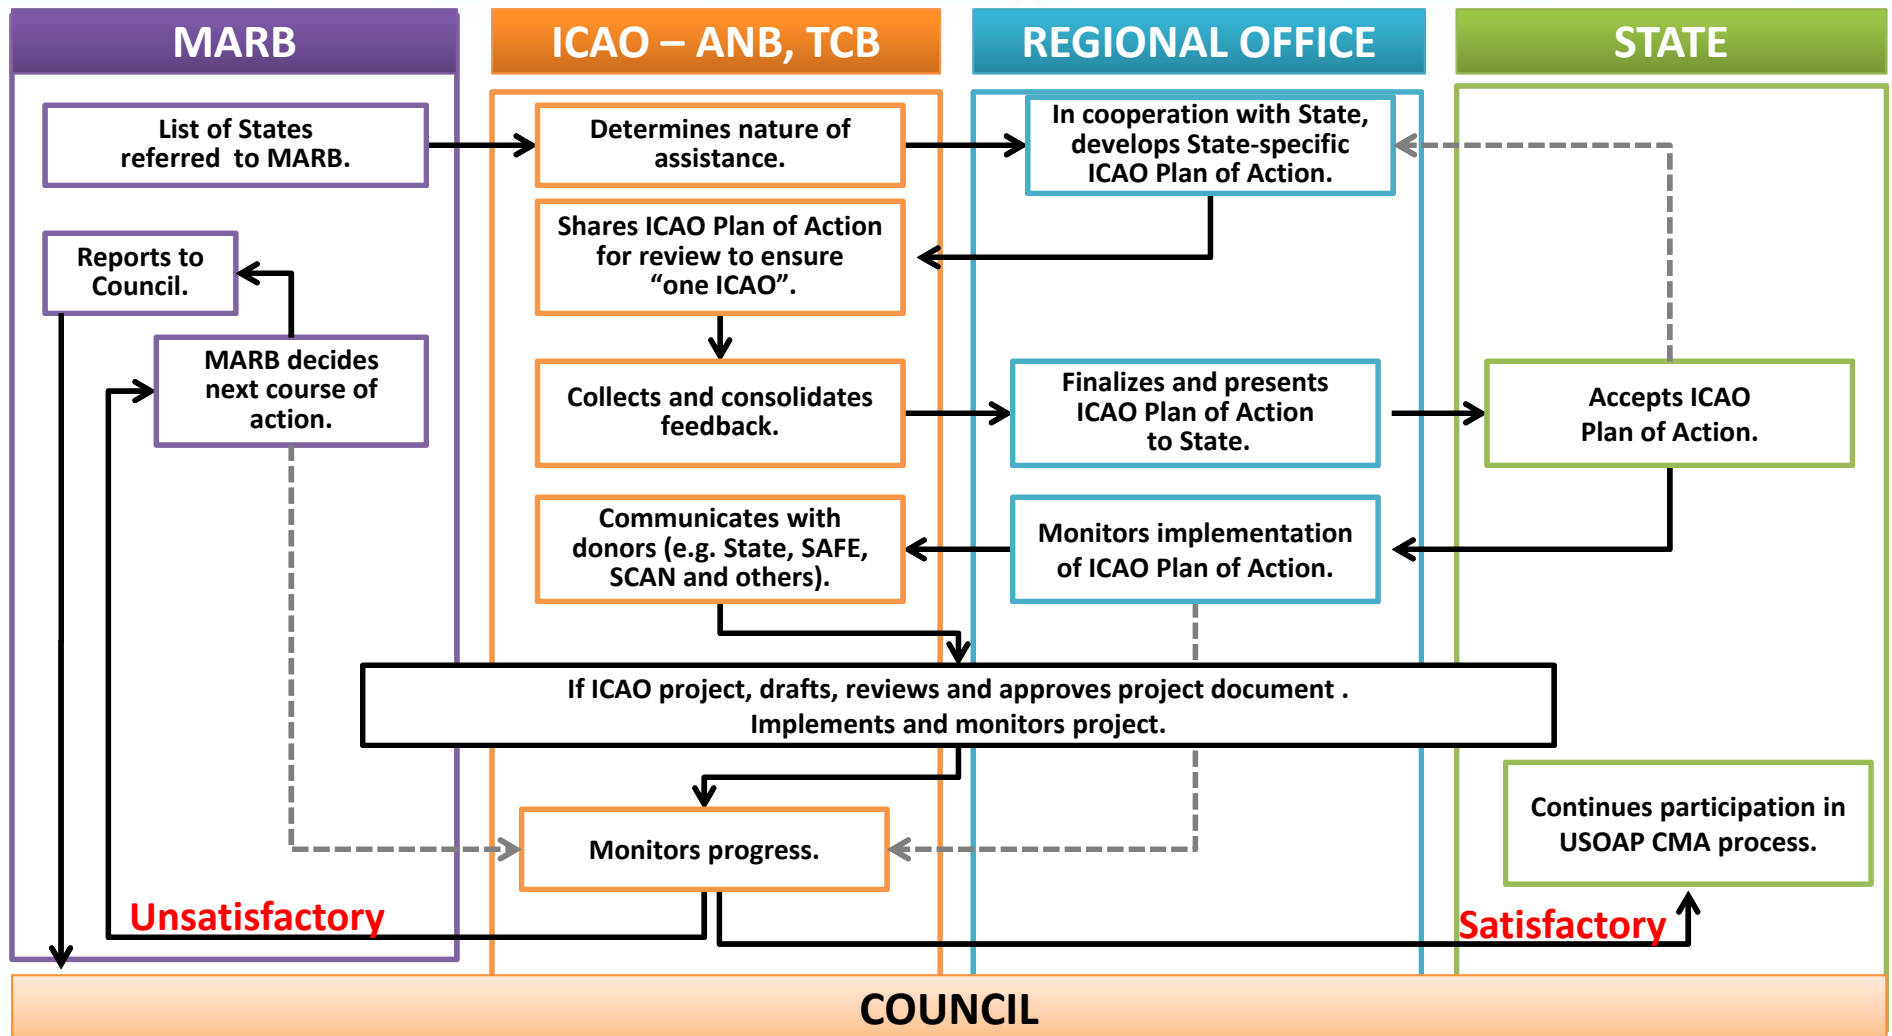 MARB
ICAO – ANB, TCB
REGIONAL OFFICE
STATE
List of States
referred to MARB.
Determines nature of
assistance.
In cooperation with State,
develops State-specific
ICAO Plan of Action.
Shares ICAO Plan of Action
for review to ensure
“one ICAO”.
Reports to
Council.
MARB decides
next course of
action.
Collects and consolidates
feedback.
Finalizes and presents
ICAO Plan of Action
to State.
Accepts ICAO
Plan of Action.
Communicates with
donors (e.g. State, SAFE,
SCAN and others).
Monitors implementation
of ICAO Plan of Action.
If ICAO project, drafts, reviews and approves project document .
Implements and monitors project.
Monitors progress.
Continues participation in
USOAP CMA process.
Unsatisfactory
Satisfactory
COUNCIL